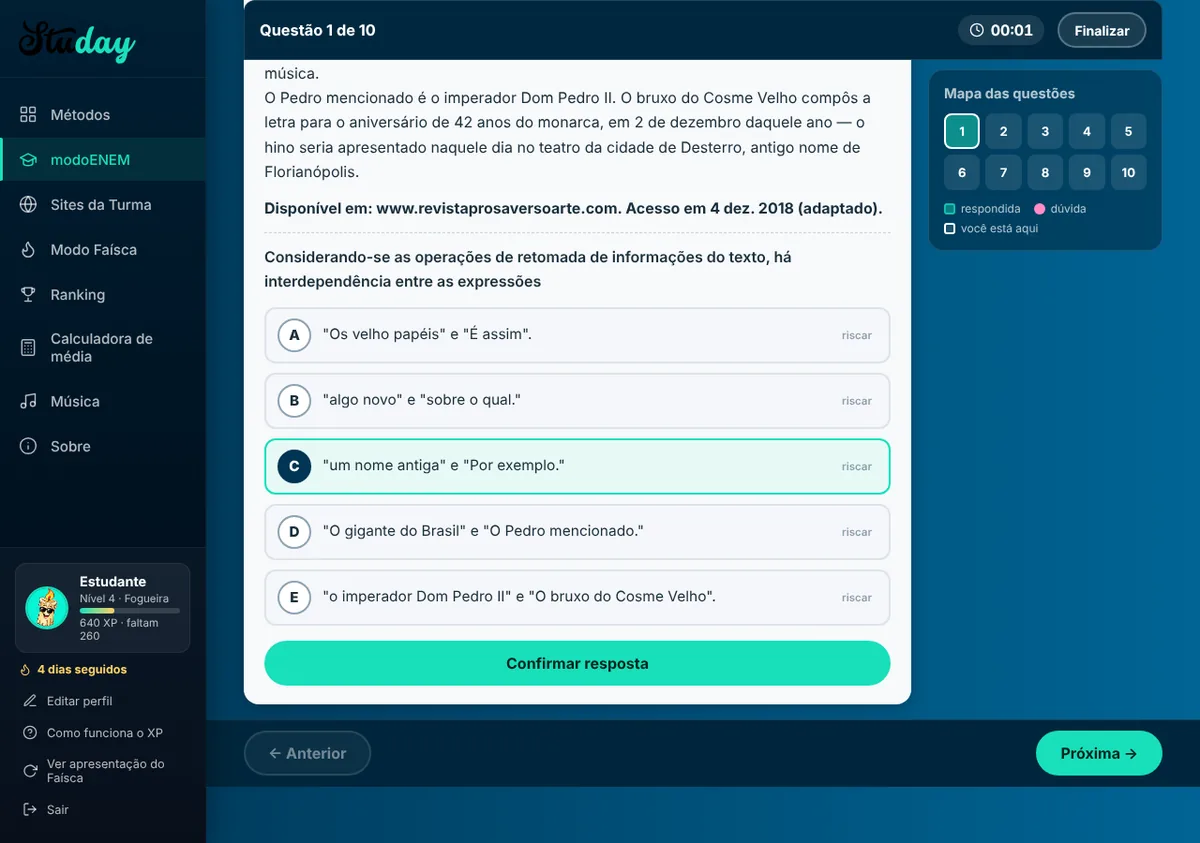 Studay
Métodos
modoENEM
Sites da Turma
Modo Faísca
Ranking
Calculadora de
média
Música
Sobre
Estudante
Nível 4 · Fogueira
640 XP · faltam
260
4 dias seguidos
Editar perfil
Como funciona o XP
Ver apresentação do
Faísca
Sair
Questão 1 de 10
00:01
Finalizar
música.
O Pedro mencionado é o imperador Dom Pedro II. O bruxo do Cosme Velho compôs a
letra para o aniversário de 42 anos do monarca, em 2 de dezembro daquele ano — o
hino seria apresentado naquele dia no teatro da cidade de Desterro, antigo nome de
Florianópolis.
Disponível em: www.revistaprosaversoarte.com. Acesso em 4 dez. 2018 (adaptado).
Considerando-se as operações de retomada de informações do texto, há
interdependência entre as expressões
A "Os velho papéis" e "É assim". riscar
B "algo novo" e "sobre o qual." riscar
C "um nome antiga" e "Por exemplo." riscar
D "O gigante do Brasil" e "O Pedro mencionado." riscar
E "o imperador Dom Pedro II" e "O bruxo do Cosme Velho". riscar
Confirmar resposta
Mapa das questões
1 2 3 4 5
6 7 8 9 10
respondida dúvida
você está aqui
← Anterior
Próxima →